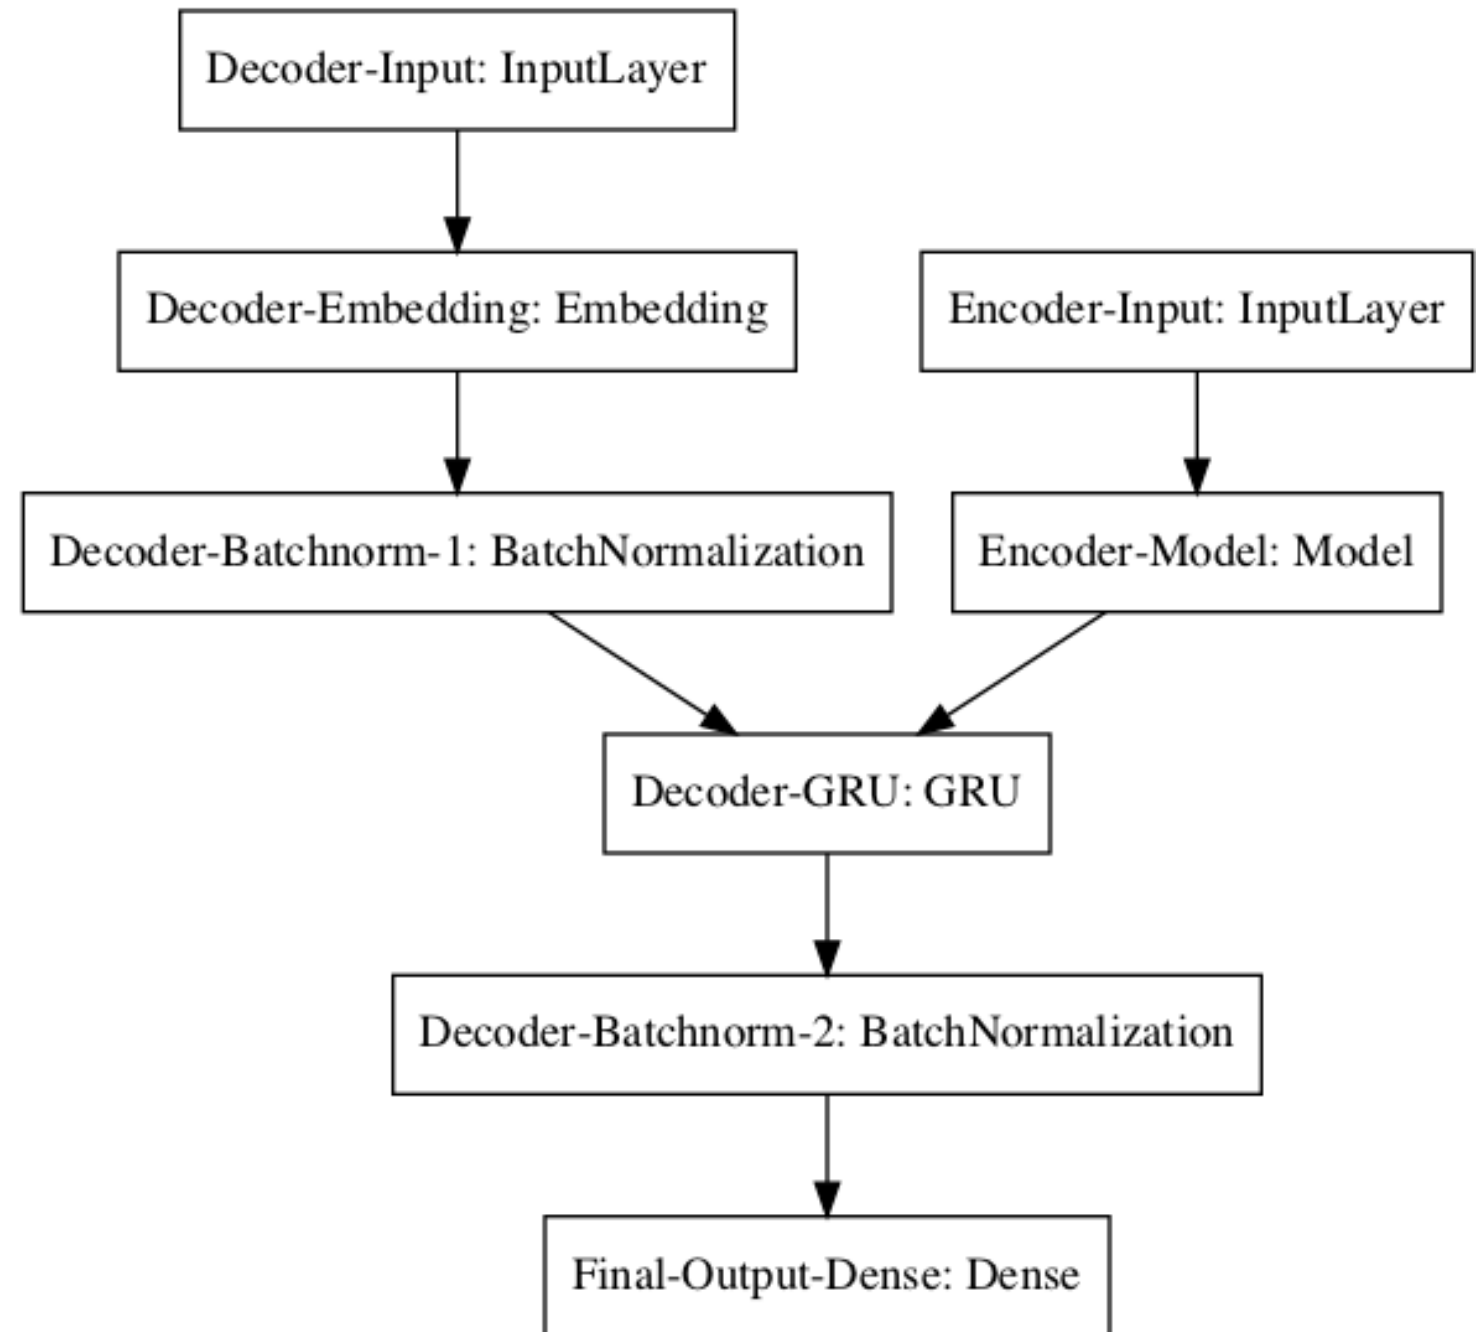 Decoder-Input: InputLayer
Decoder-Embedding: Embedding
Encoder-Input: InputLayer
Decoder-Batchnorm-1: BatchNormalization
Encoder-Model: Model
Decoder-GRU: GRU
Decoder-Batchnorm-2: BatchNormalization
Final-Output-Dense: Dense